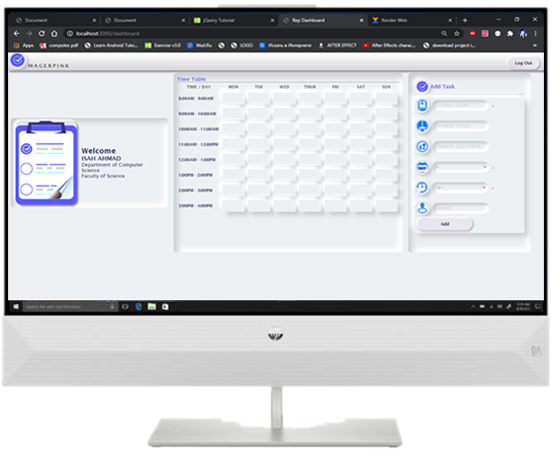 Document
Document
jQuery Tutorial
Rep Dashboard
Xender Web
localhost:3000/dashboard
Apps
computer.pdf
Learn Android Tuto...
Exercise v3.0
Mail.Ru
LOGO
Искать в Интернете
AFTER EFFECT
After Effects charac...
download project i...
MAGERPINK
Log Out
Time Table
TIME / DAY MON TUE WED THUR FRI SAT SUN
8:00AM - 9:00AM
9:00AM - 10:00AM
10:00AM - 11:00AM
11:00AM - 12:00PM
12:00AM - 1:00PM
1:00PM - 2:00PM
2:00PM - 3:00PM
3:00PM - 4:00PM
Welcome
ISAH AHMAD
Department of Computer
Science
Faculty of Science
Add Task
DAY
Add
hp